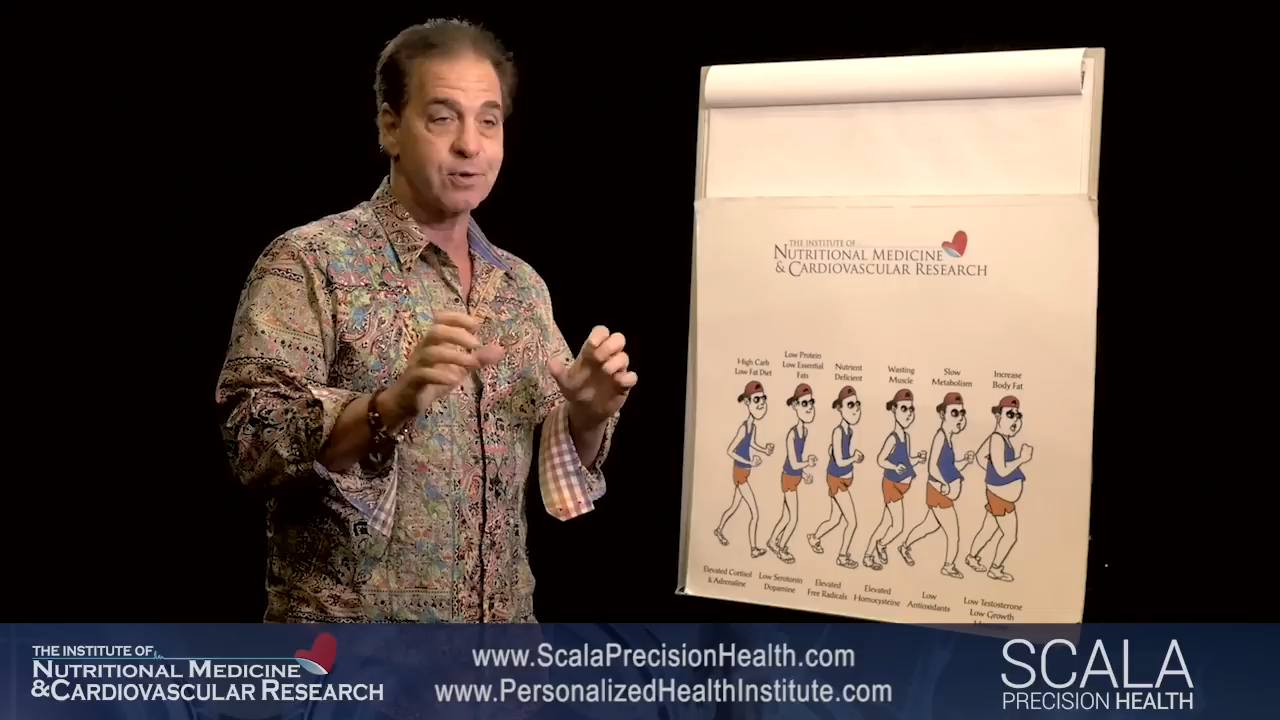 THE INSTITUTE OF
NUTRITIONAL MEDICINE
& CARDIOVASCULAR RESEARCH
High Carb
Low Fat Diet
Low Protein
Low Essential
Fats
Nutrient
Deficient
Wasting
Muscle
Slow
Metabolism
Increase
Body Fat
Elevated Cortisol
& Adrenaline
Low Serotonin
Dopamine
Elevated
Free Radicals
Elevated
Homocysteine
Low
Antioxidants
Low Testosterone
Low Growth
THE INSTITUTE OF
NUTRITIONAL MEDICINE
&CARDIOVASCULAR RESEARCH
www.ScalaPrecisionHealth.com
www.PersonalizedHealthInstitute.com
SCALA
PRECISION HEALTH